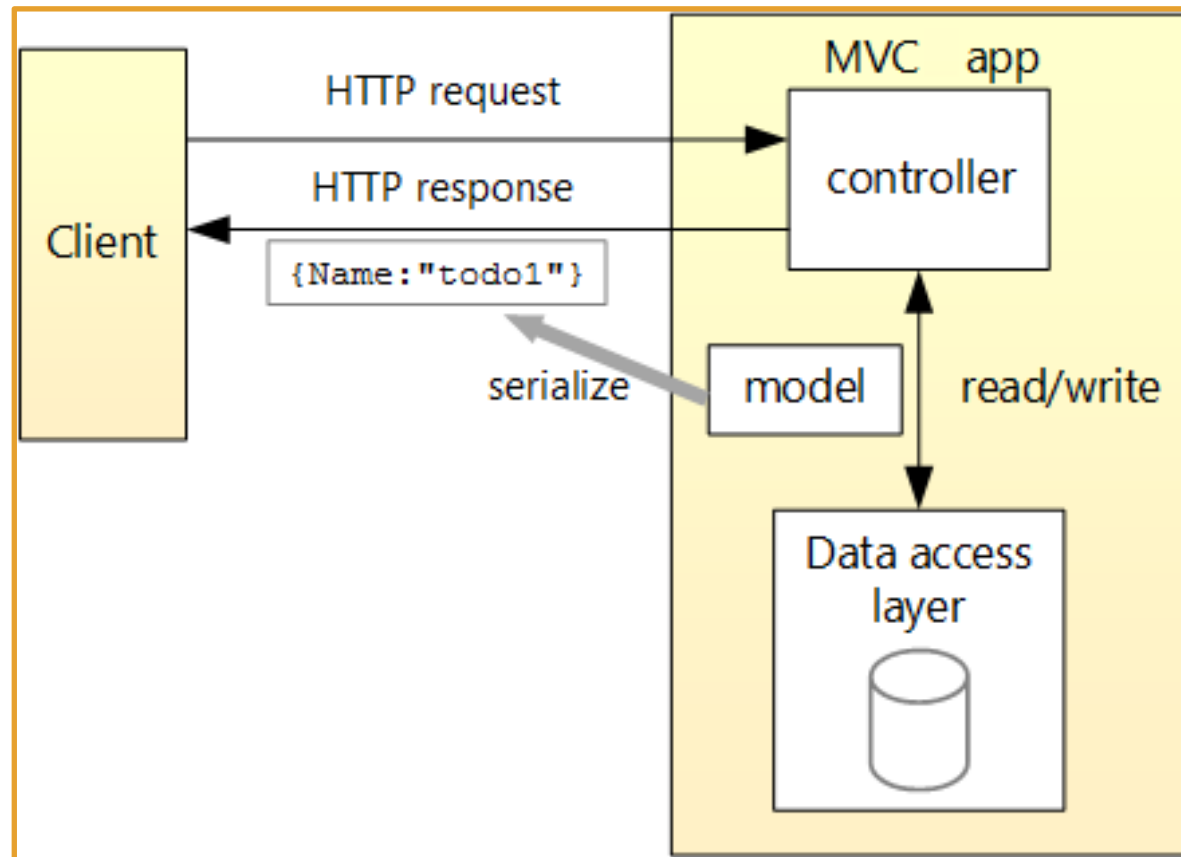 MVC app
HTTP request
controller
HTTP response
Client
{Name:"todo1"}
serialize
model
read/write
Data access
layer